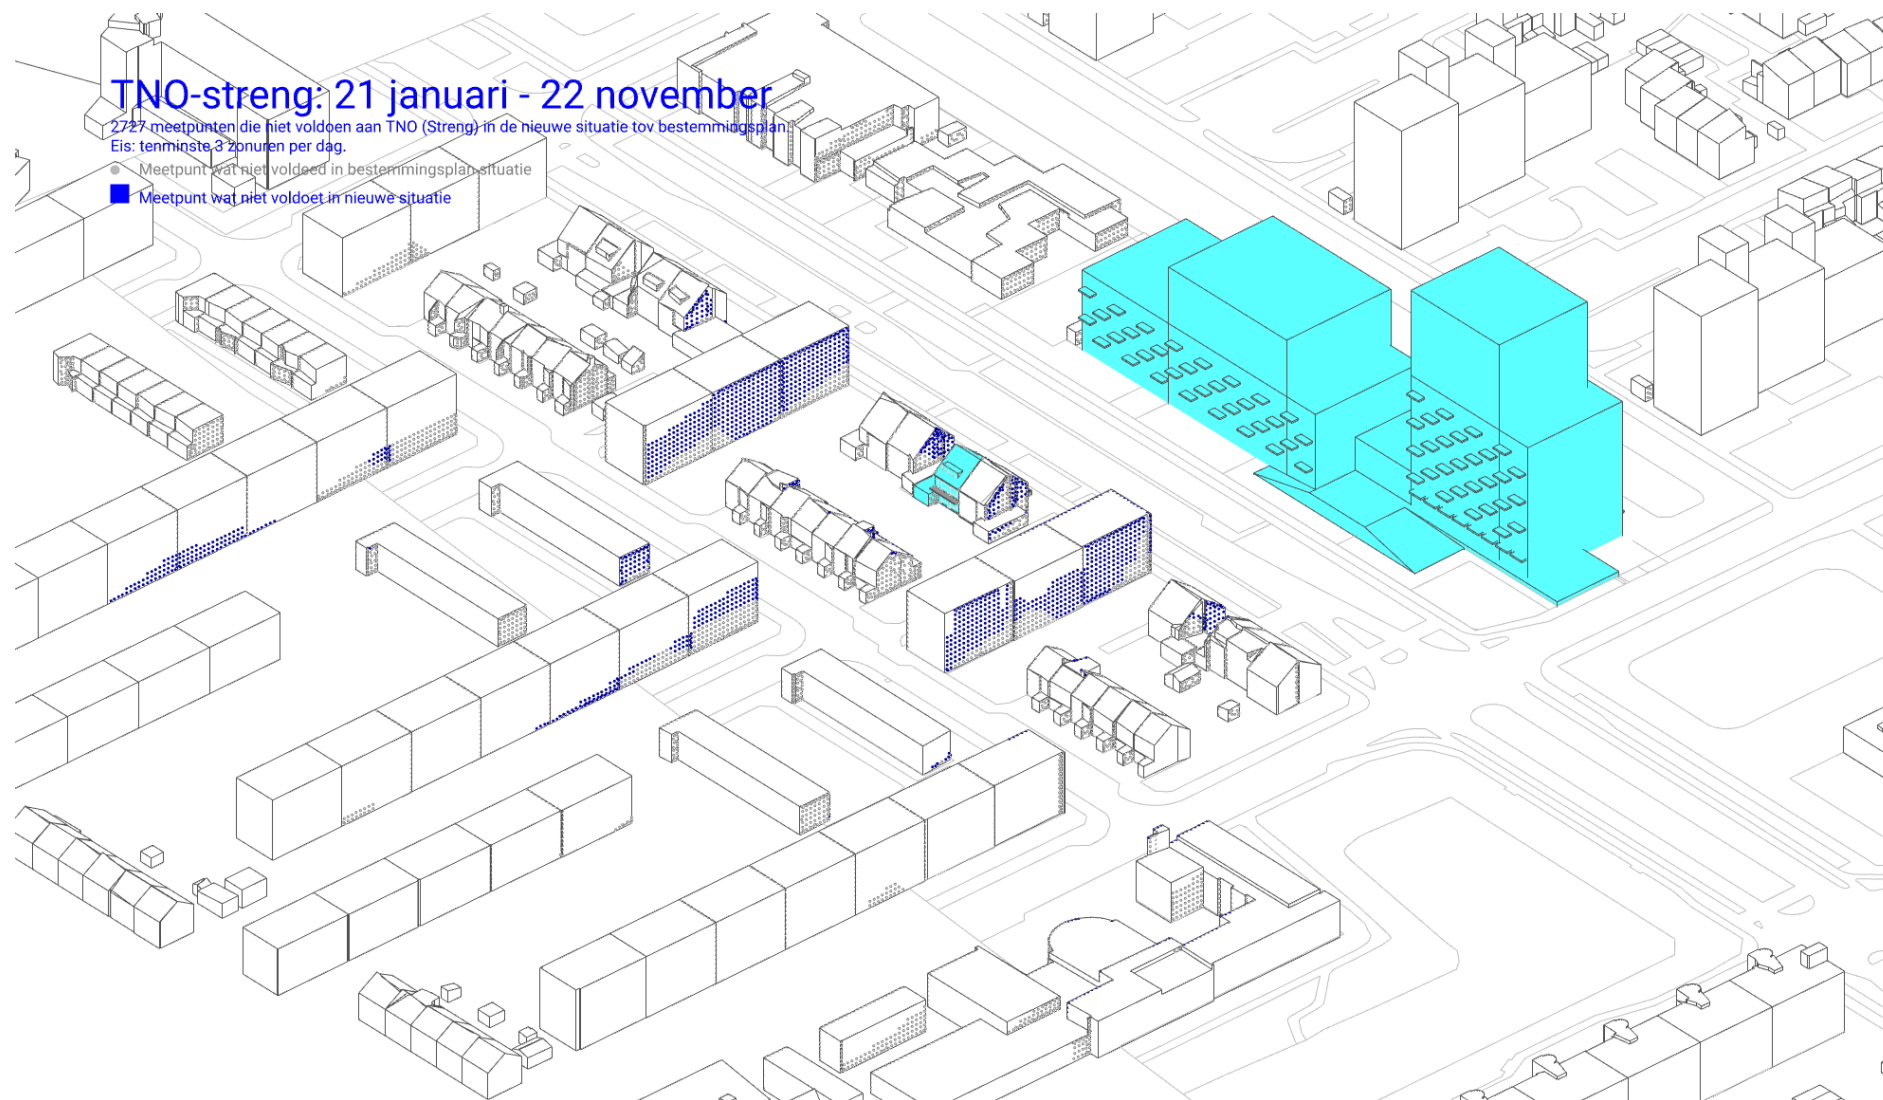 TNO-streng: 21 januari - 22 november
2727 meetpunten die niet voldoen aan TNO (Streng) in de nieuwe situatie tov bestemmingsplan.
Eis: tenminste 3 zonuren per dag.
Meetpunt wat niet voldoed in bestemmingsplan situatie
Meetpunt wat niet voldoet in nieuwe situatie